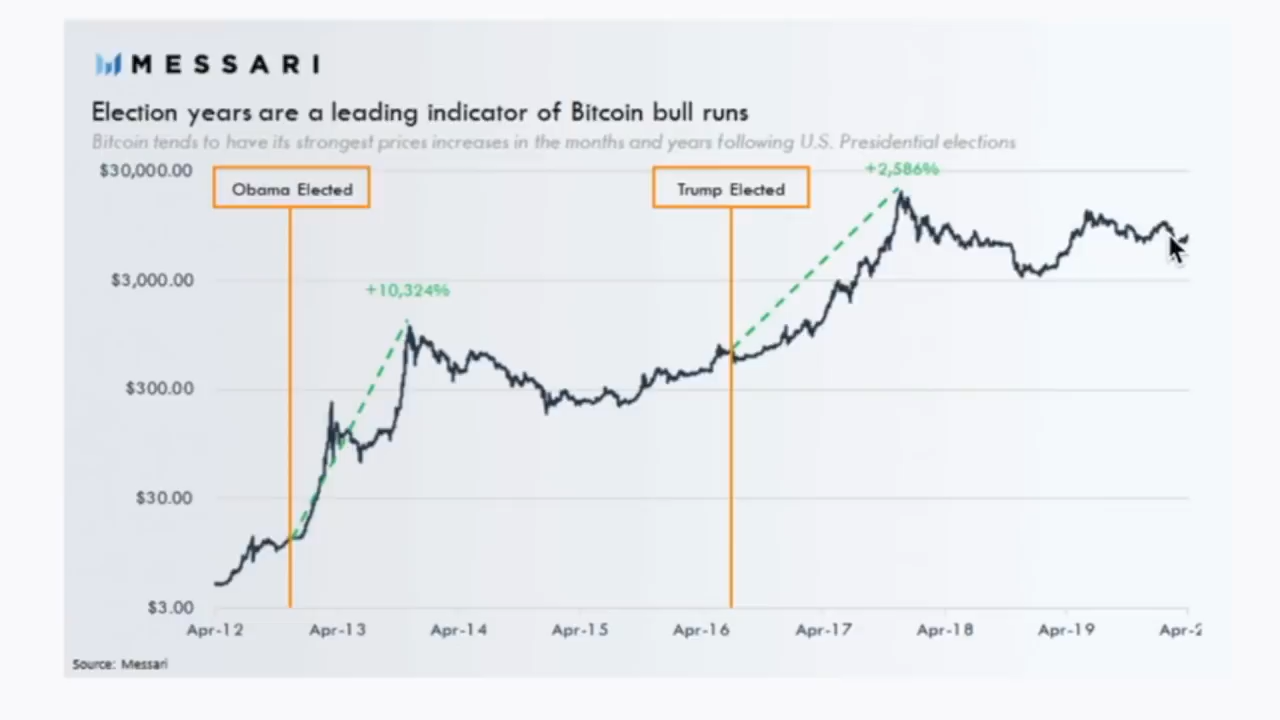 MESSARI
Election years are a leading indicator of Bitcoin bull runs
Bitcoin tends to have its strongest prices increases in the months and years following U.S. Presidential elections
$30,000.00
Obama Elected
Trump Elected
+2,586%
$3,000.00
+10,324%
$300.00
$30.00
$3.00
Apr-12 Apr-13 Apr-14 Apr-15 Apr-16 Apr-17 Apr-18 Apr-19 Apr-2
Source: Messari